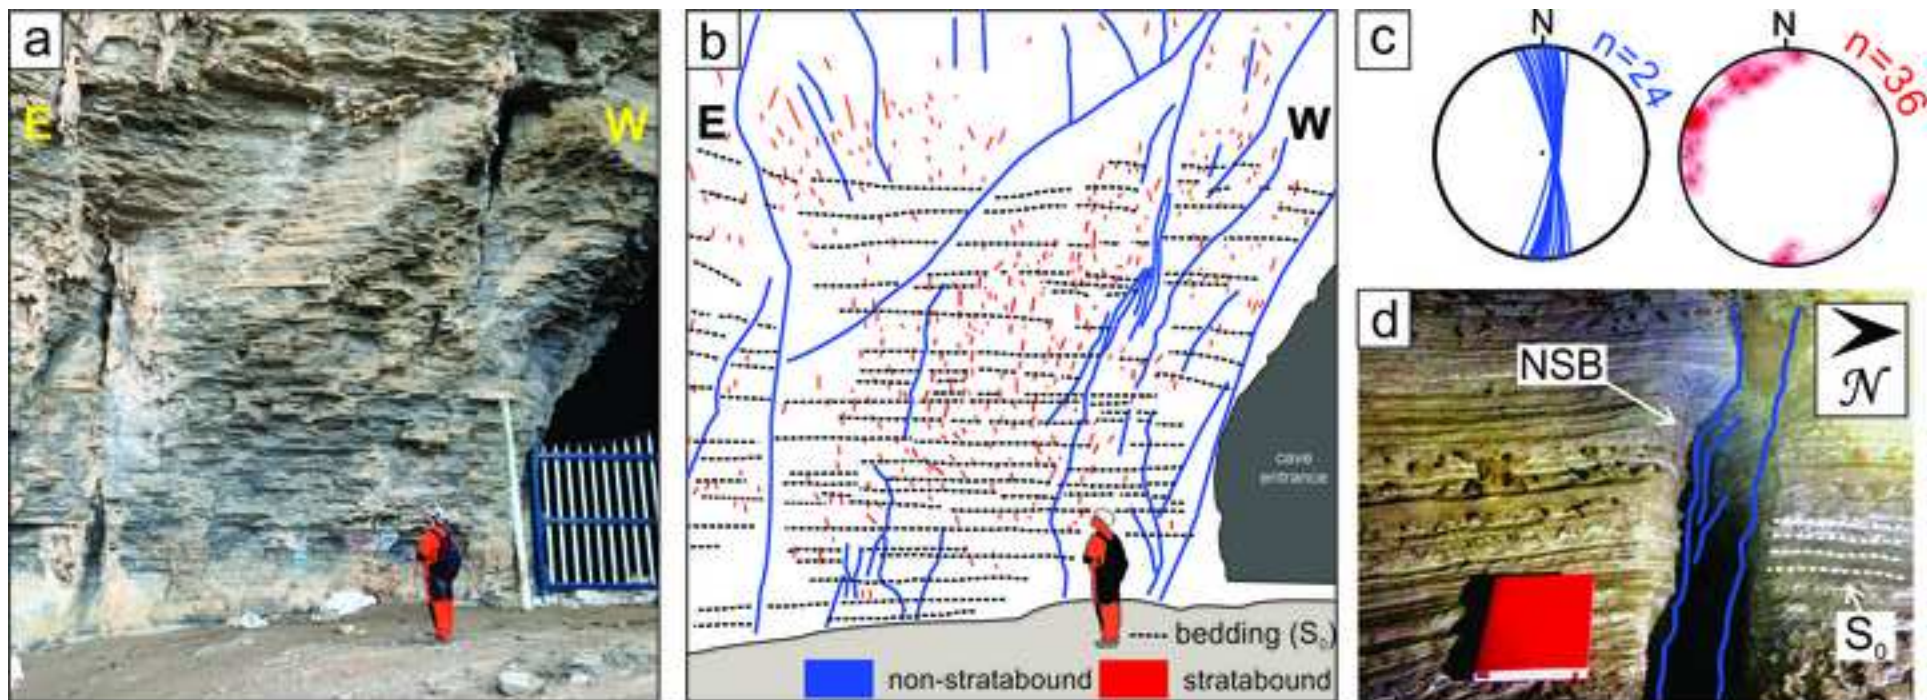 a
E
W
b
E
W
cave
entrance
bedding (S₀)
non-stratabound
stratabound
c
N
n=24
N
n=36
d
NSB
N
S₀